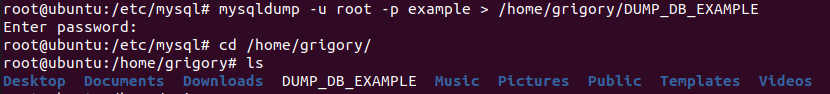 root@ubuntu:/etc/mysql# mysqldump -u root -p example > /home/grigory/DUMP_DB_EXAMPLE
Enter password:
root@ubuntu:/etc/mysql# cd /home/grigory/
root@ubuntu:/home/grigory# ls
Desktop Documents Downloads DUMP_DB_EXAMPLE Music Pictures Public Templates Videos